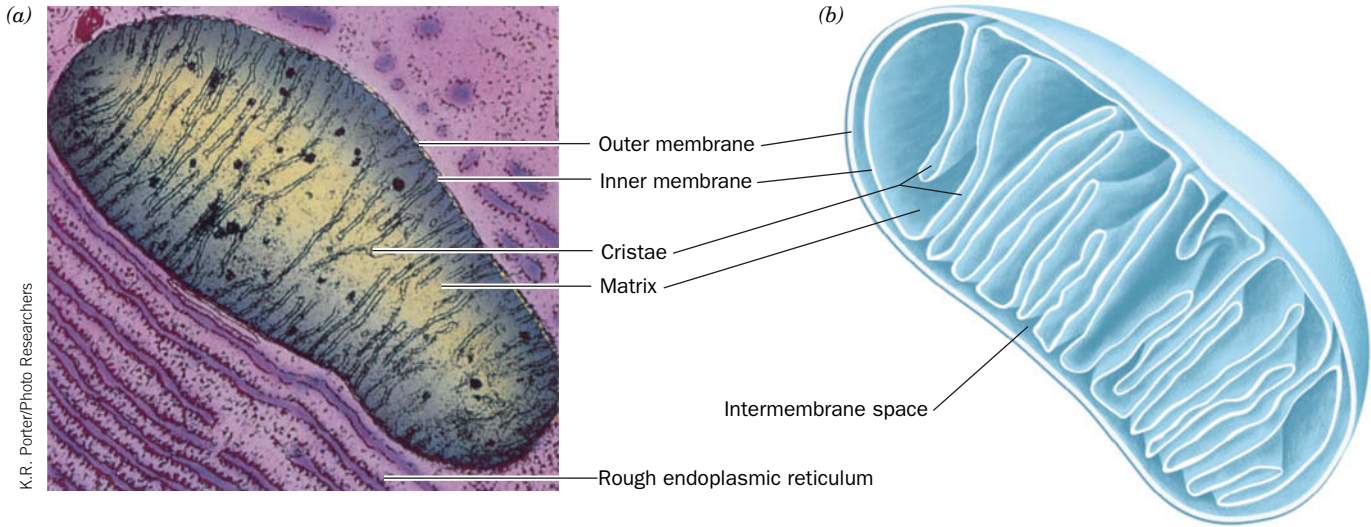 (a)
(b)
Outer membrane
Inner membrane
Cristae
Matrix
Intermembrane space
Rough endoplasmic reticulum
K.R. Porter/Photo Researchers